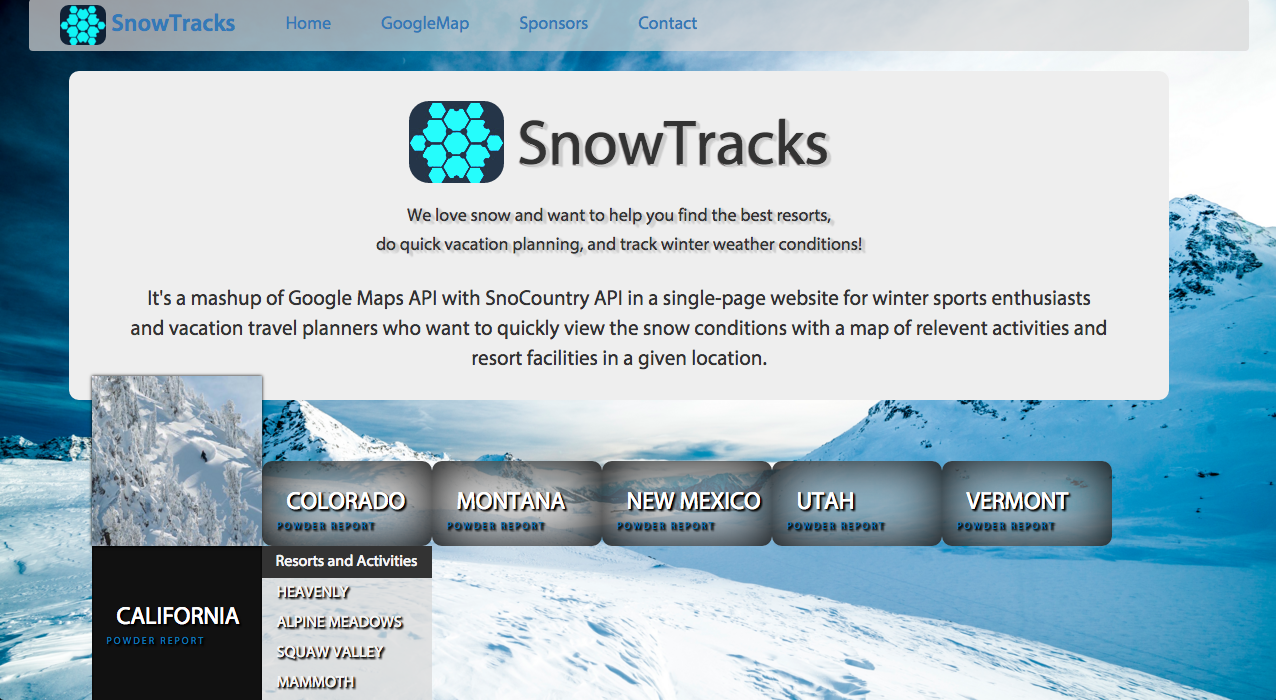 SnowTracks Home GoogleMap Sponsors Contact
SnowTracks
We love snow and want to help you find the best resorts,
do quick vacation planning, and track winter weather conditions!
It's a mashup of Google Maps API with SnoCountry API in a single-page website for winter sports enthusiasts
and vacation travel planners who want to quickly view the snow conditions with a map of relevent activities and
resort facilities in a given location.
COLORADO MONTANA NEW MEXICO UTAH VERMONT
POWDER REPORT POWDER REPORT POWDER REPORT POWDER REPORT POWDER REPORT
Resorts and Activities
HEAVENLY
ALPINE MEADOWS
SQUAW VALLEY
MAMMOTH
CALIFORNIA
POWDER REPORT